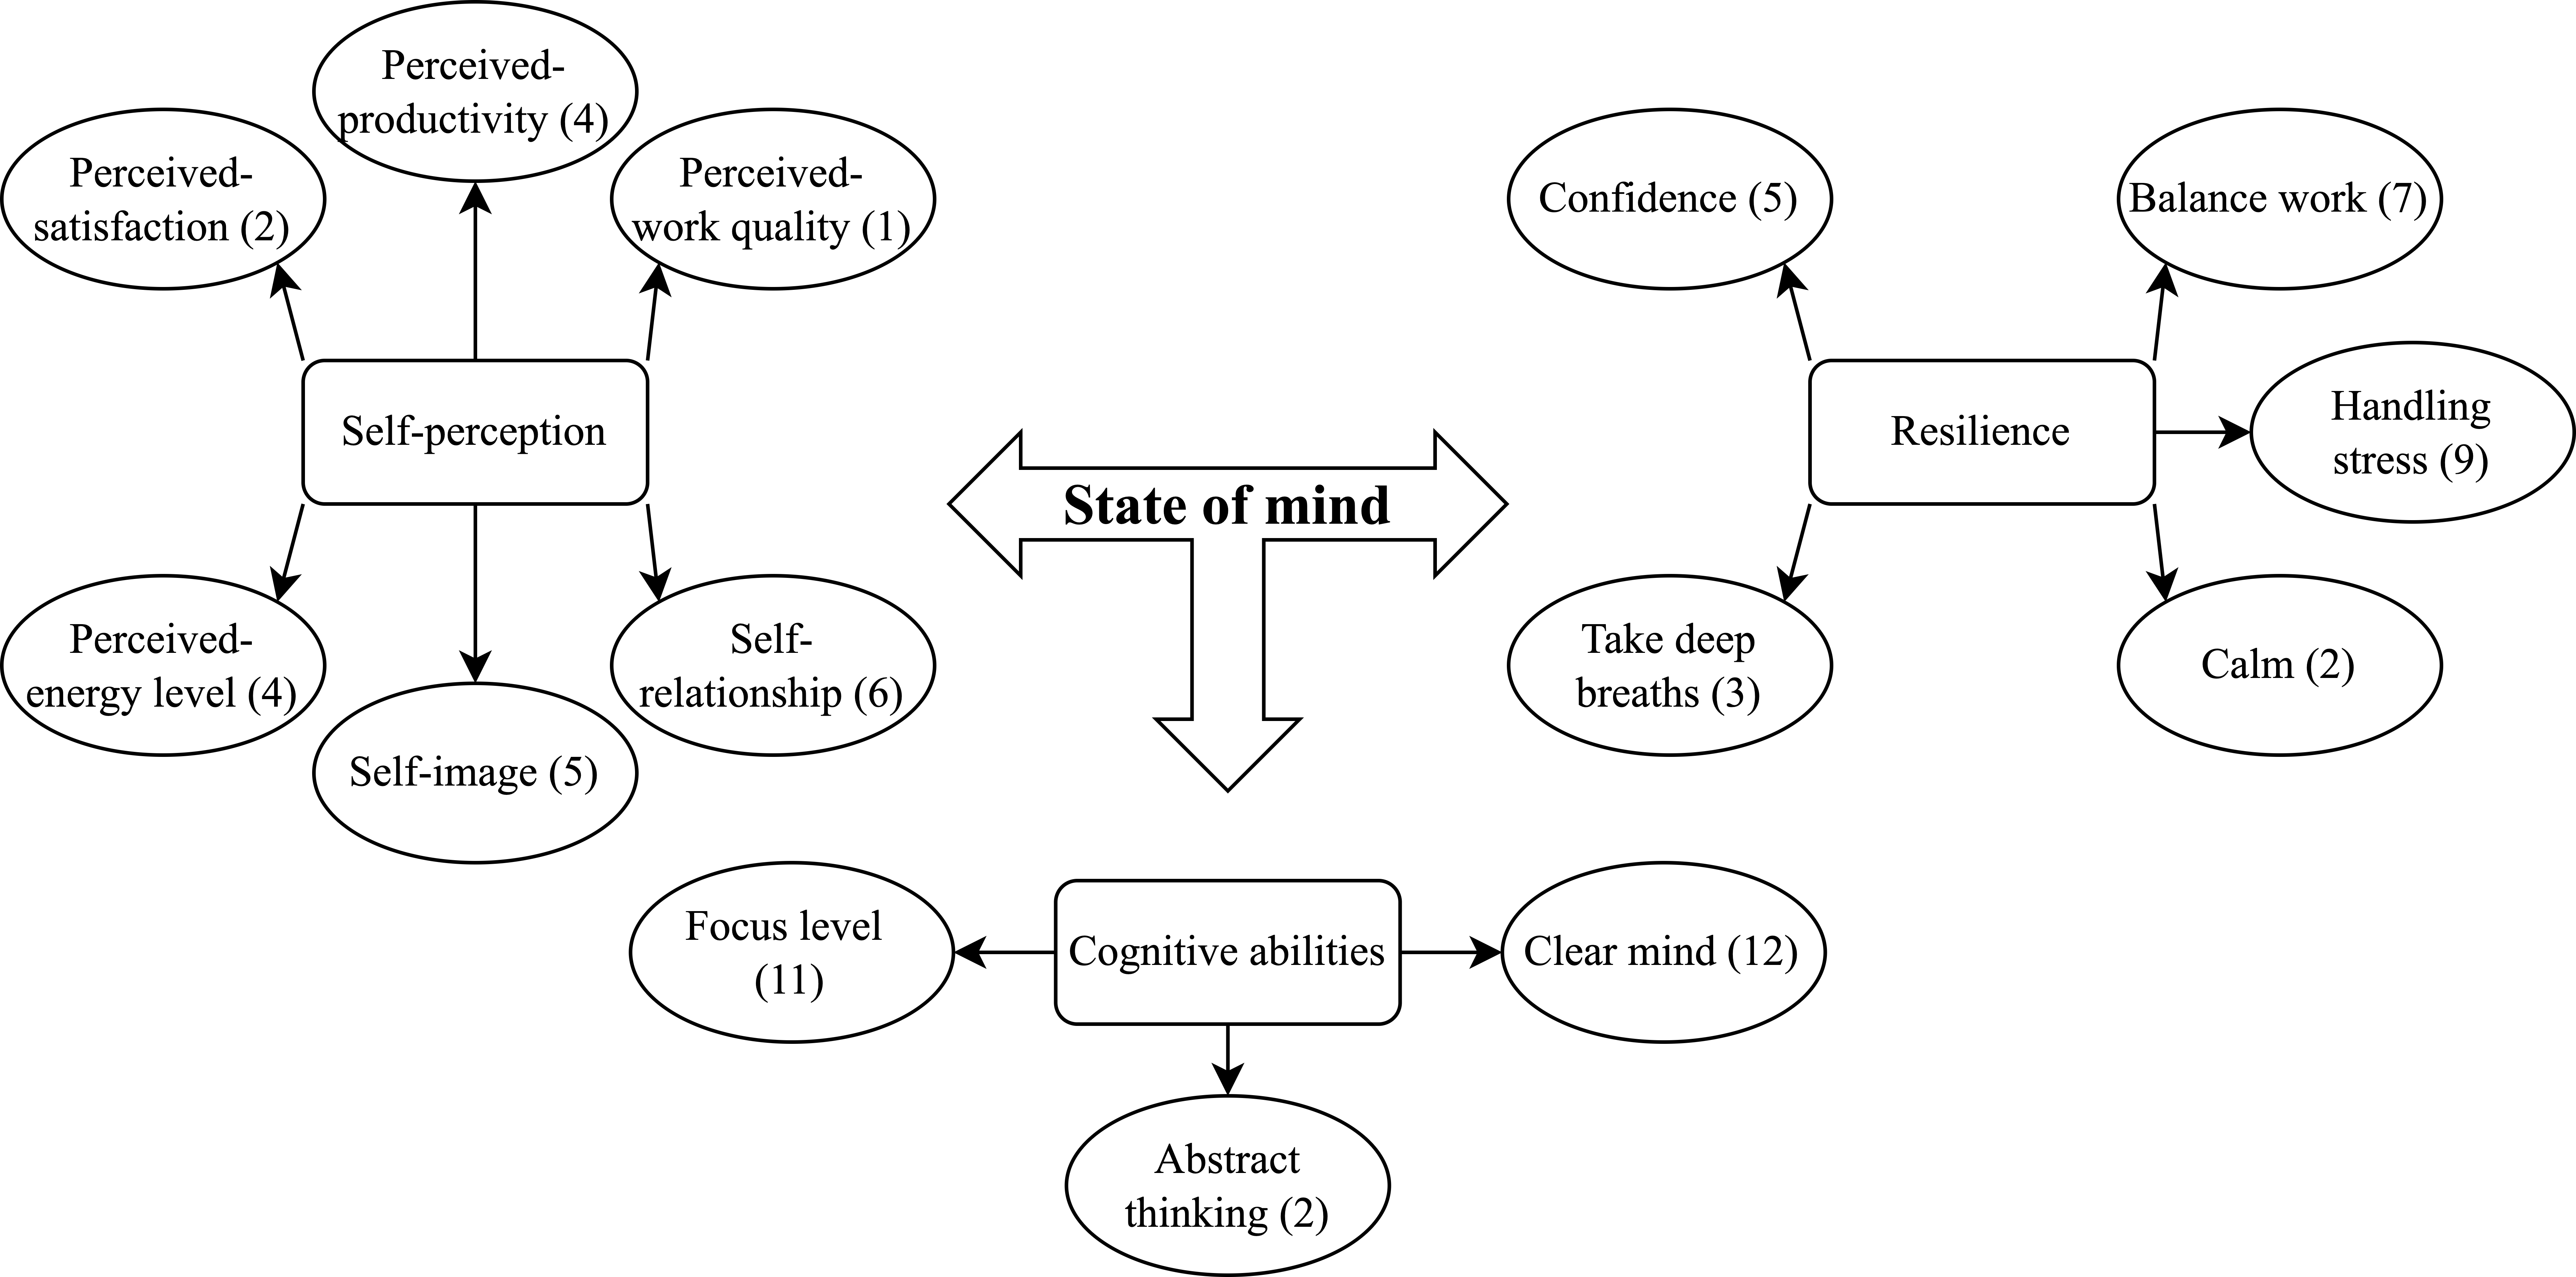 Perceived-
productivity (4)
Perceived-
satisfaction (2)
Perceived-
work quality (1)
Self-perception
Perceived-
energy level (4)
Self-image (5)
Self-
relationship (6)
State of mind
Confidence (5)
Balance work (7)
Resilience
Handling
stress (9)
Take deep
breaths (3)
Calm (2)
Focus level
(11)
Cognitive abilities
Clear mind (12)
Abstract
thinking (2)